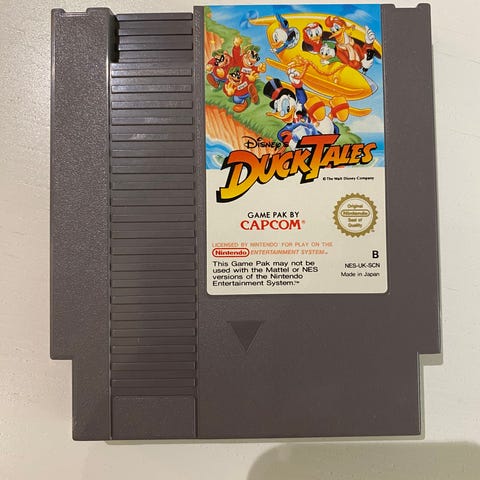 Disney's
DUCKTALES
© The Walt Disney Company
GAME PAK BY
CAPCOM®
Original
Nintendo
Seal of
Quality
LICENSED BY NINTENDO FOR PLAY ON THE
Nintendo ENTERTAINMENT SYSTEM™
This Game Pak may not be
used with the Mattel or NES
versions of the Nintendo
Entertainment System.™
B
NES-UK-SCN
Made in Japan